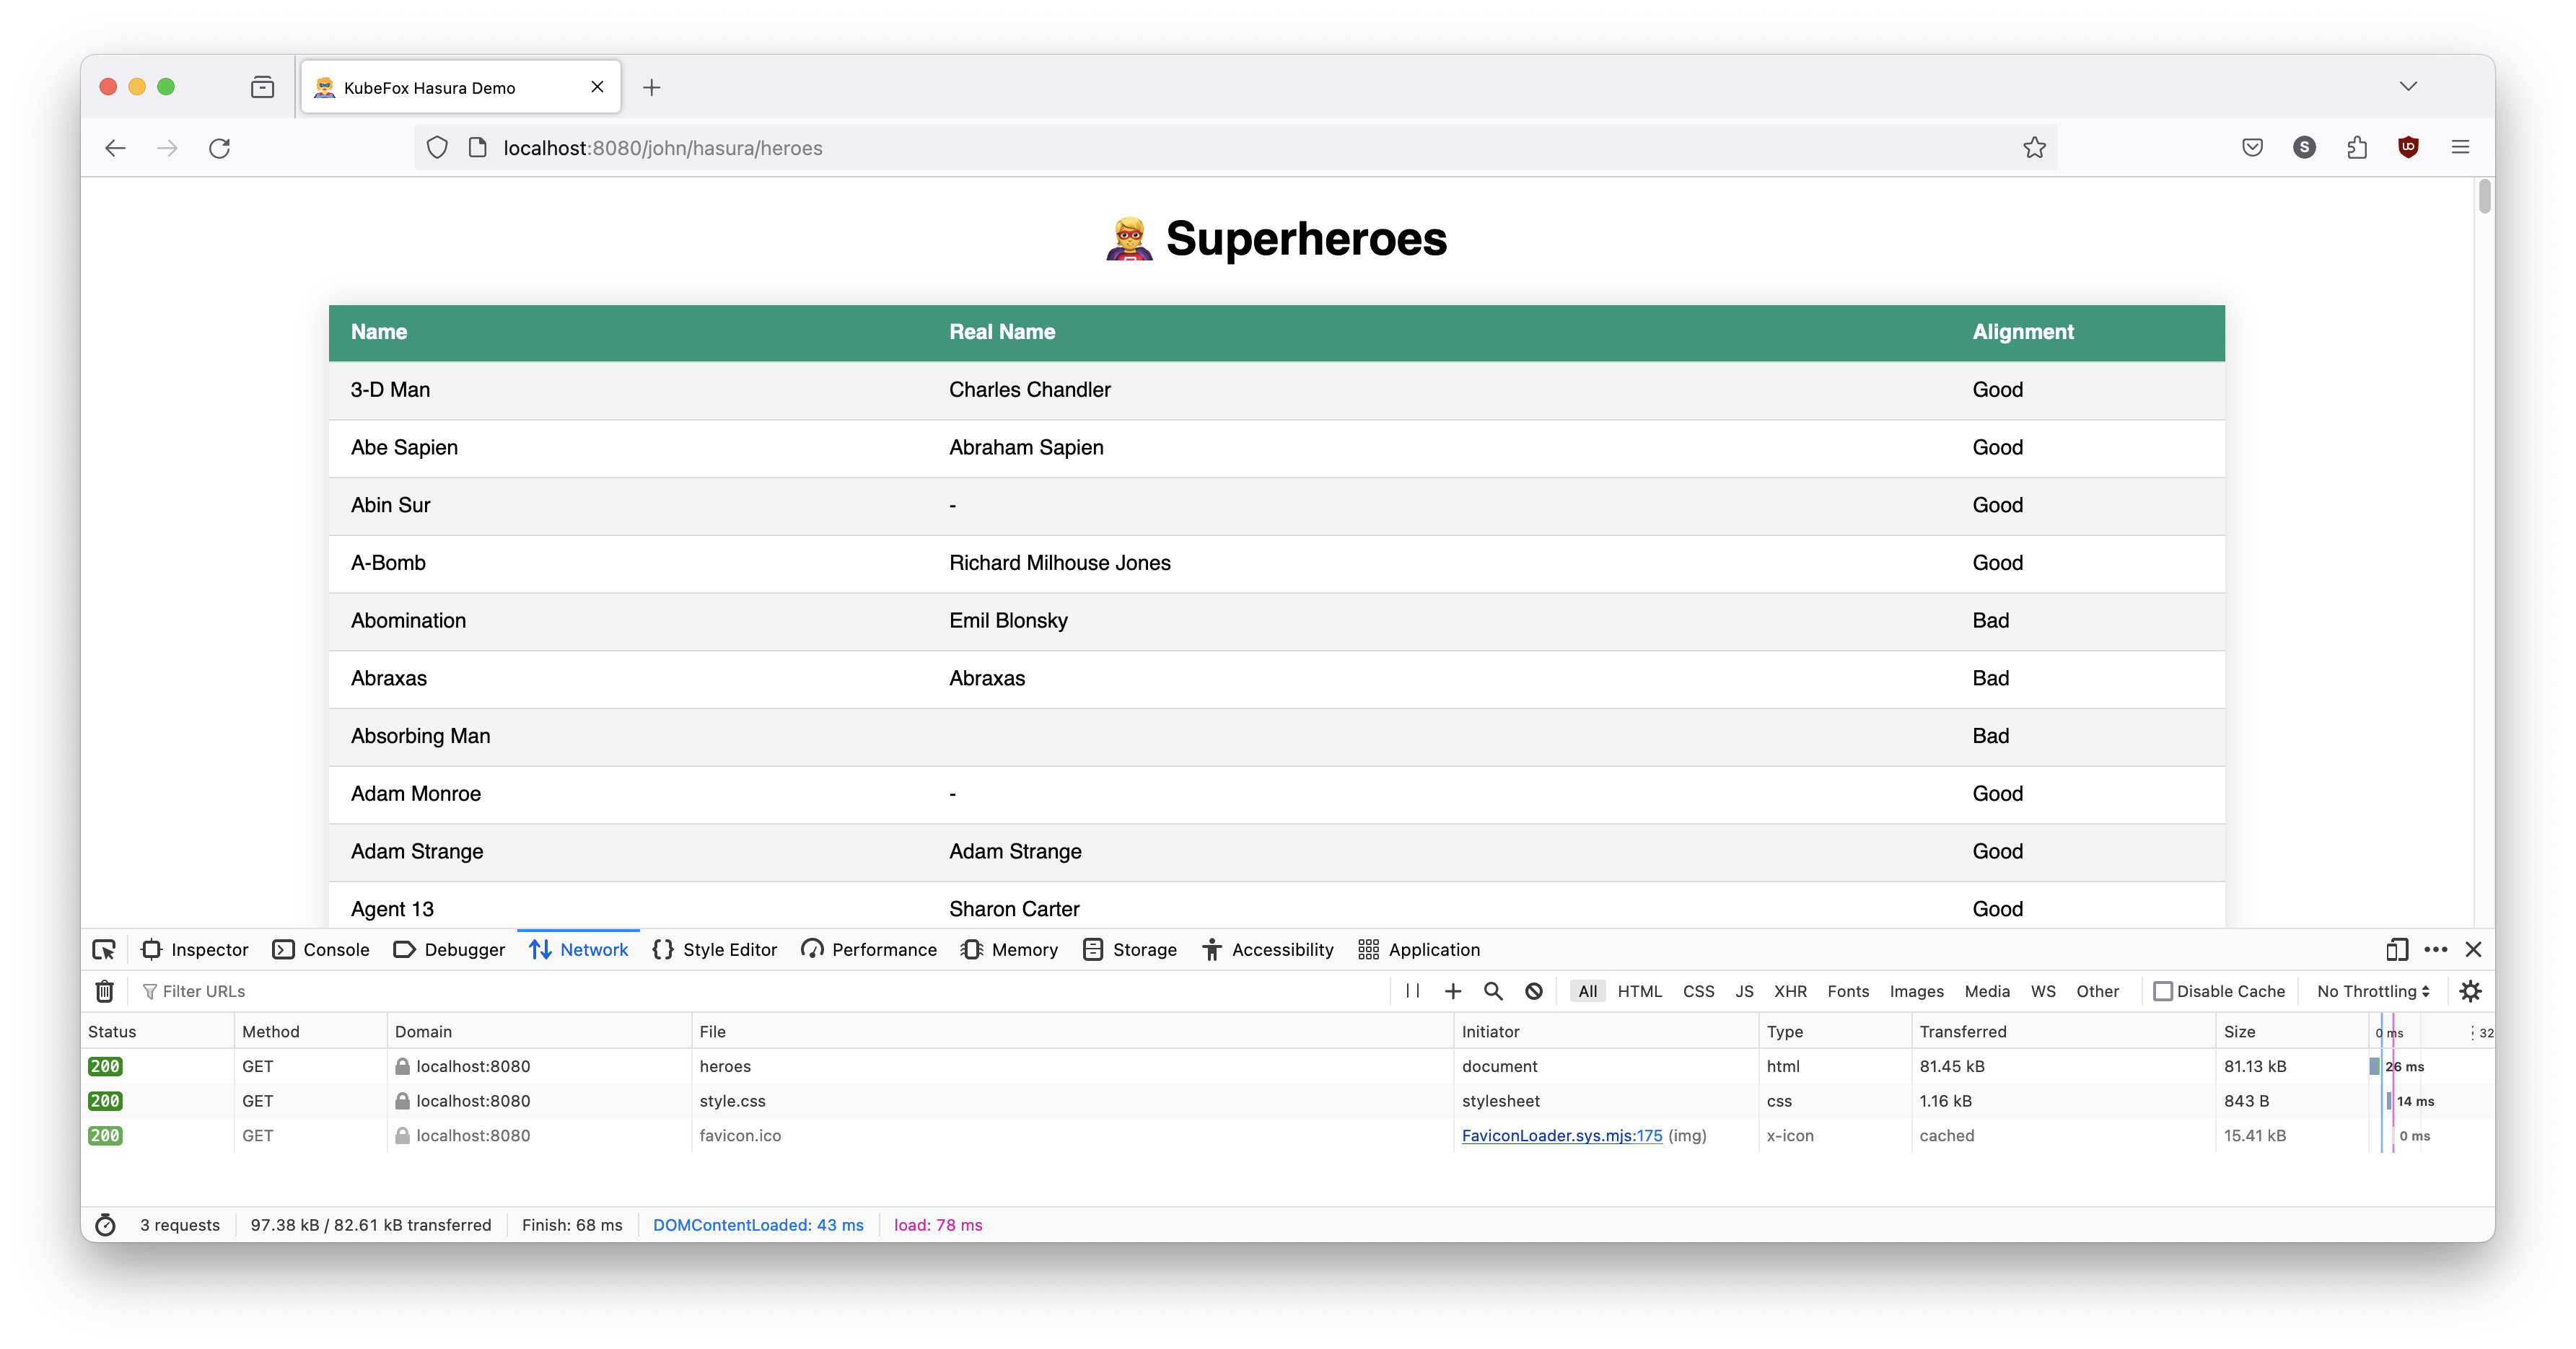 KubeFox Hasura Demo
localhost:8080/john/hasura/heroes
S
Superheroes
Name Real Name Alignment
3-D Man Charles Chandler Good
Abe Sapien Abraham Sapien Good
Abin Sur - Good
A-Bomb Richard Milhouse Jones Good
Abomination Emil Blonsky Bad
Abraxas Abraxas Bad
Absorbing Man Bad
Adam Monroe - Good
Adam Strange Adam Strange Good
Agent 13 Sharon Carter Good
Inspector Console Debugger Network Style Editor Performance Memory Storage Accessibility Application
Filter URLs All HTML CSS JS XHR Fonts Images Media WS Other Disable Cache No Throttling
Status Method Domain File Initiator Type Transferred Size 0 ms 32
200 GET localhost:8080 heroes document html 81.45 kB 81.13 kB 26 ms
200 GET localhost:8080 style.css stylesheet css 1.16 kB 843 B 14 ms
200 GET localhost:8080 favicon.ico FaviconLoader.sys.mjs:175 (img) x-icon cached 15.41 kB 0 ms
3 requests 97.38 kB / 82.61 kB transferred Finish: 68 ms DOMContentLoaded: 43 ms load: 78 ms